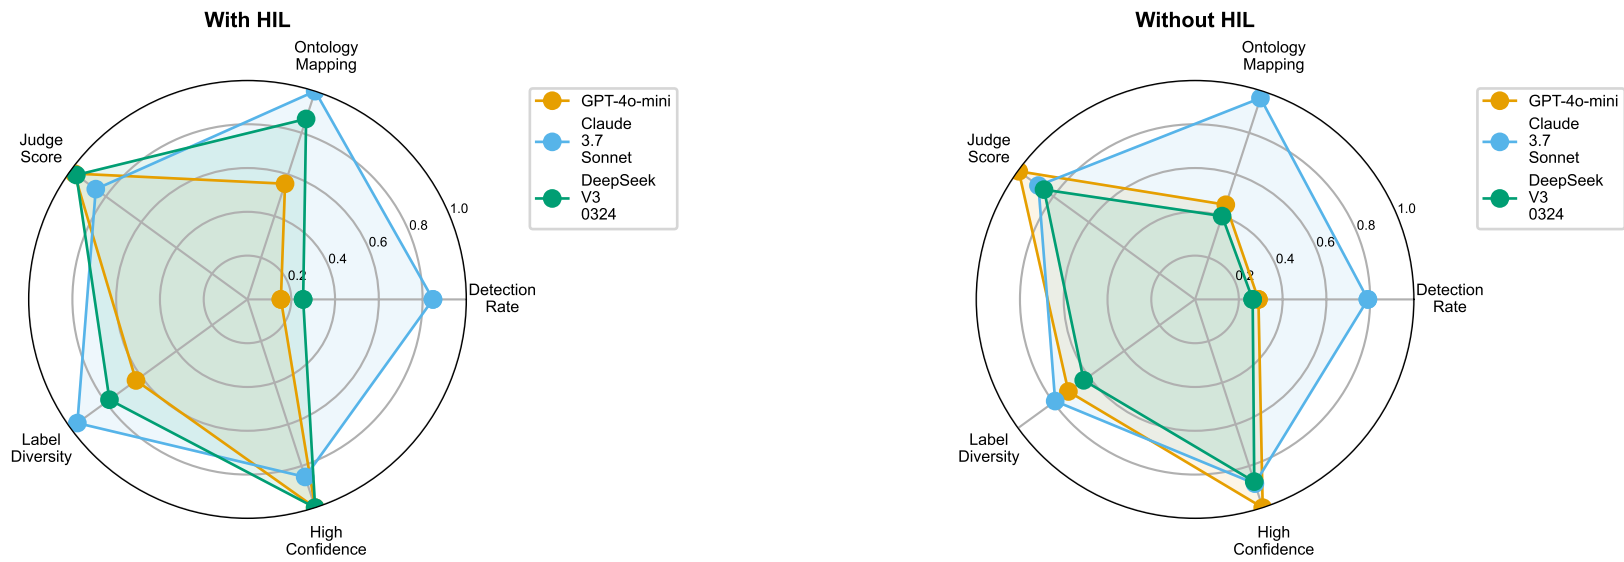 With HIL
Ontology
Mapping
Judge
Score
1.0
0.8
0.6
0.4
0.2
Detection
Rate
Label
Diversity
High
Confidence
GPT-4o-mini
Claude
3.7
Sonnet
DeepSeek
V3
0324
Without HIL
Ontology
Mapping
Judge
Score
1.0
0.8
0.6
0.4
0.2
Detection
Rate
Label
Diversity
High
Confidence
GPT-4o-mini
Claude
3.7
Sonnet
DeepSeek
V3
0324